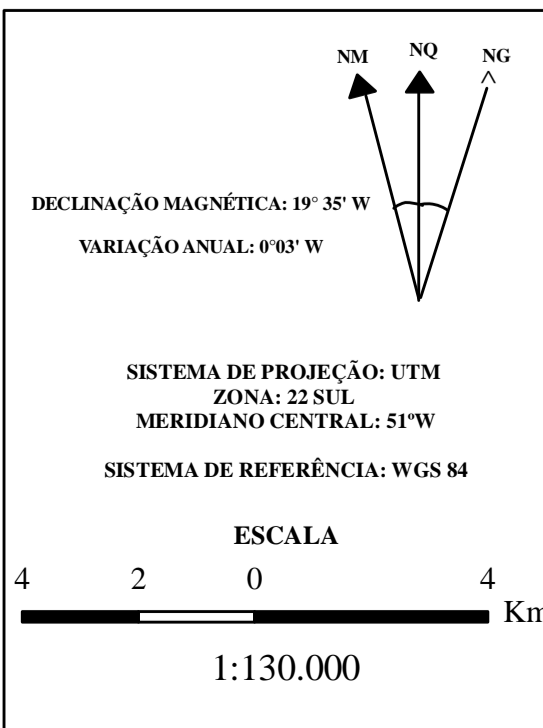 NM NQ NG
DECLINAÇÃO MAGNÉTICA: 19° 35' W
VARIAÇÃO ANUAL: 0°03' W
SISTEMA DE PROJEÇÃO: UTM
ZONA: 22 SUL
MERIDIANO CENTRAL: 51ºW
SISTEMA DE REFERÊNCIA: WGS 84
ESCALA
4 2 0 4
Km
1:130.000